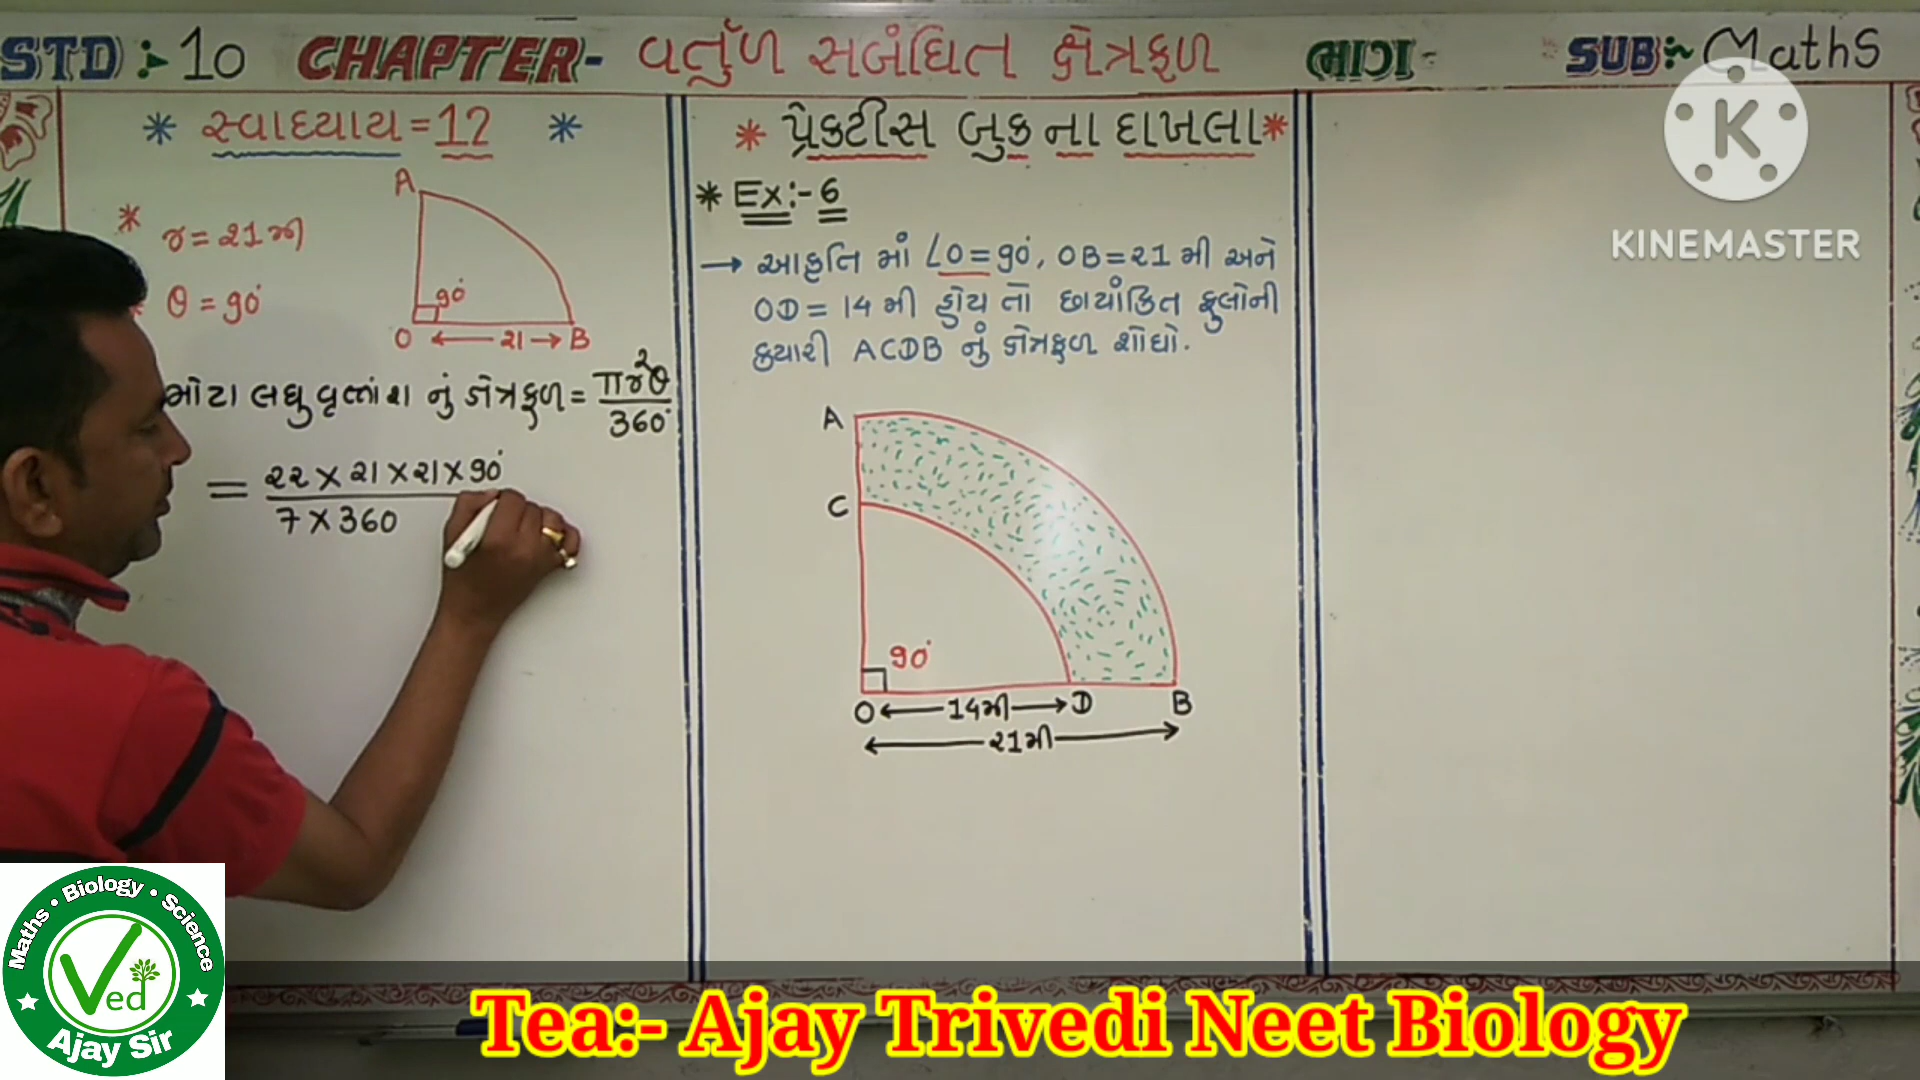 STD :- 10 CHAPTER:- વર્તુળ સબંધિત ક્ષેત્રફળ ભાગ- SUB:- Maths
* સ્વાધ્યાય = 12 *
* r = 21 મી
θ = 90°
A
90°
O 21 B
મોટા લઘુવૃત્તાંશ નું ક્ષેત્રફળ = πr²θ / 360°
= 22 × 21 × 21 × 90° / 7 × 360
* પ્રેક્ટીસ બુક ના દાખલા *
* Ex:- 6
→ આકૃતિ માં ∠O = 90°, OB = 21 મી અને
OD = 14 મી હોય તો છાયાંકિત ફુલોની
ક્યારી ACDB નું ક્ષેત્રફળ શોધો.
A
C
90°
O 14મી D B
21મી
KINEMASTER
Maths • Biology • Science
Ved
Ajay Sir
Tea:- Ajay Trivedi Neet Biology